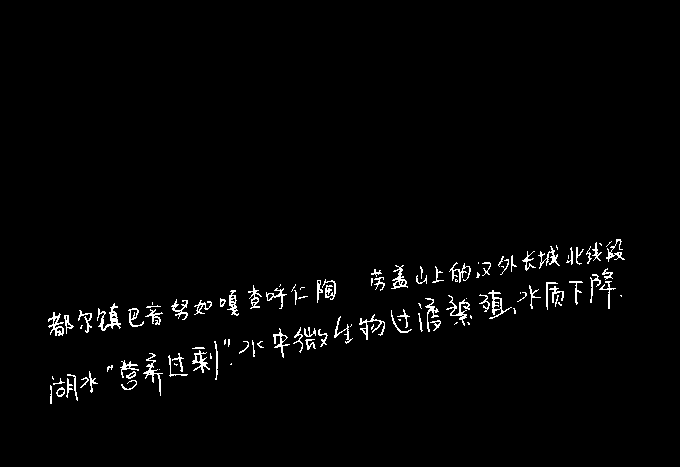 都尔镇巴音努如嘎查呼仁陶 劳盖山上的汉外长城北线段
湖水"营养过剩".水中微生物过度繁殖、水质下降.